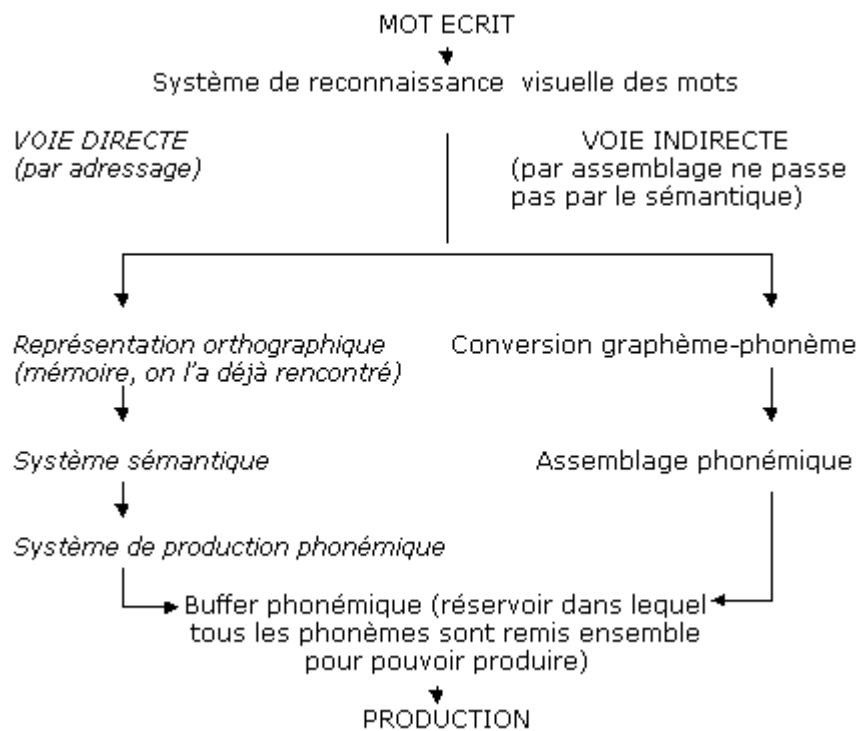 MOT ECRIT
Système de reconnaissance visuelle des mots
VOIE DIRECTE
(par adressage)
VOIE INDIRECTE
(par assemblage ne passe
pas par le sémantique)
Représentation orthographique
(mémoire, on l'a déjà rencontré)
Conversion graphème-phonème
Système sémantique
Assemblage phonémique
Système de production phonémique
Buffer phonémique (réservoir dans lequel
tous les phonèmes sont remis ensemble
pour pouvoir produire)
PRODUCTION